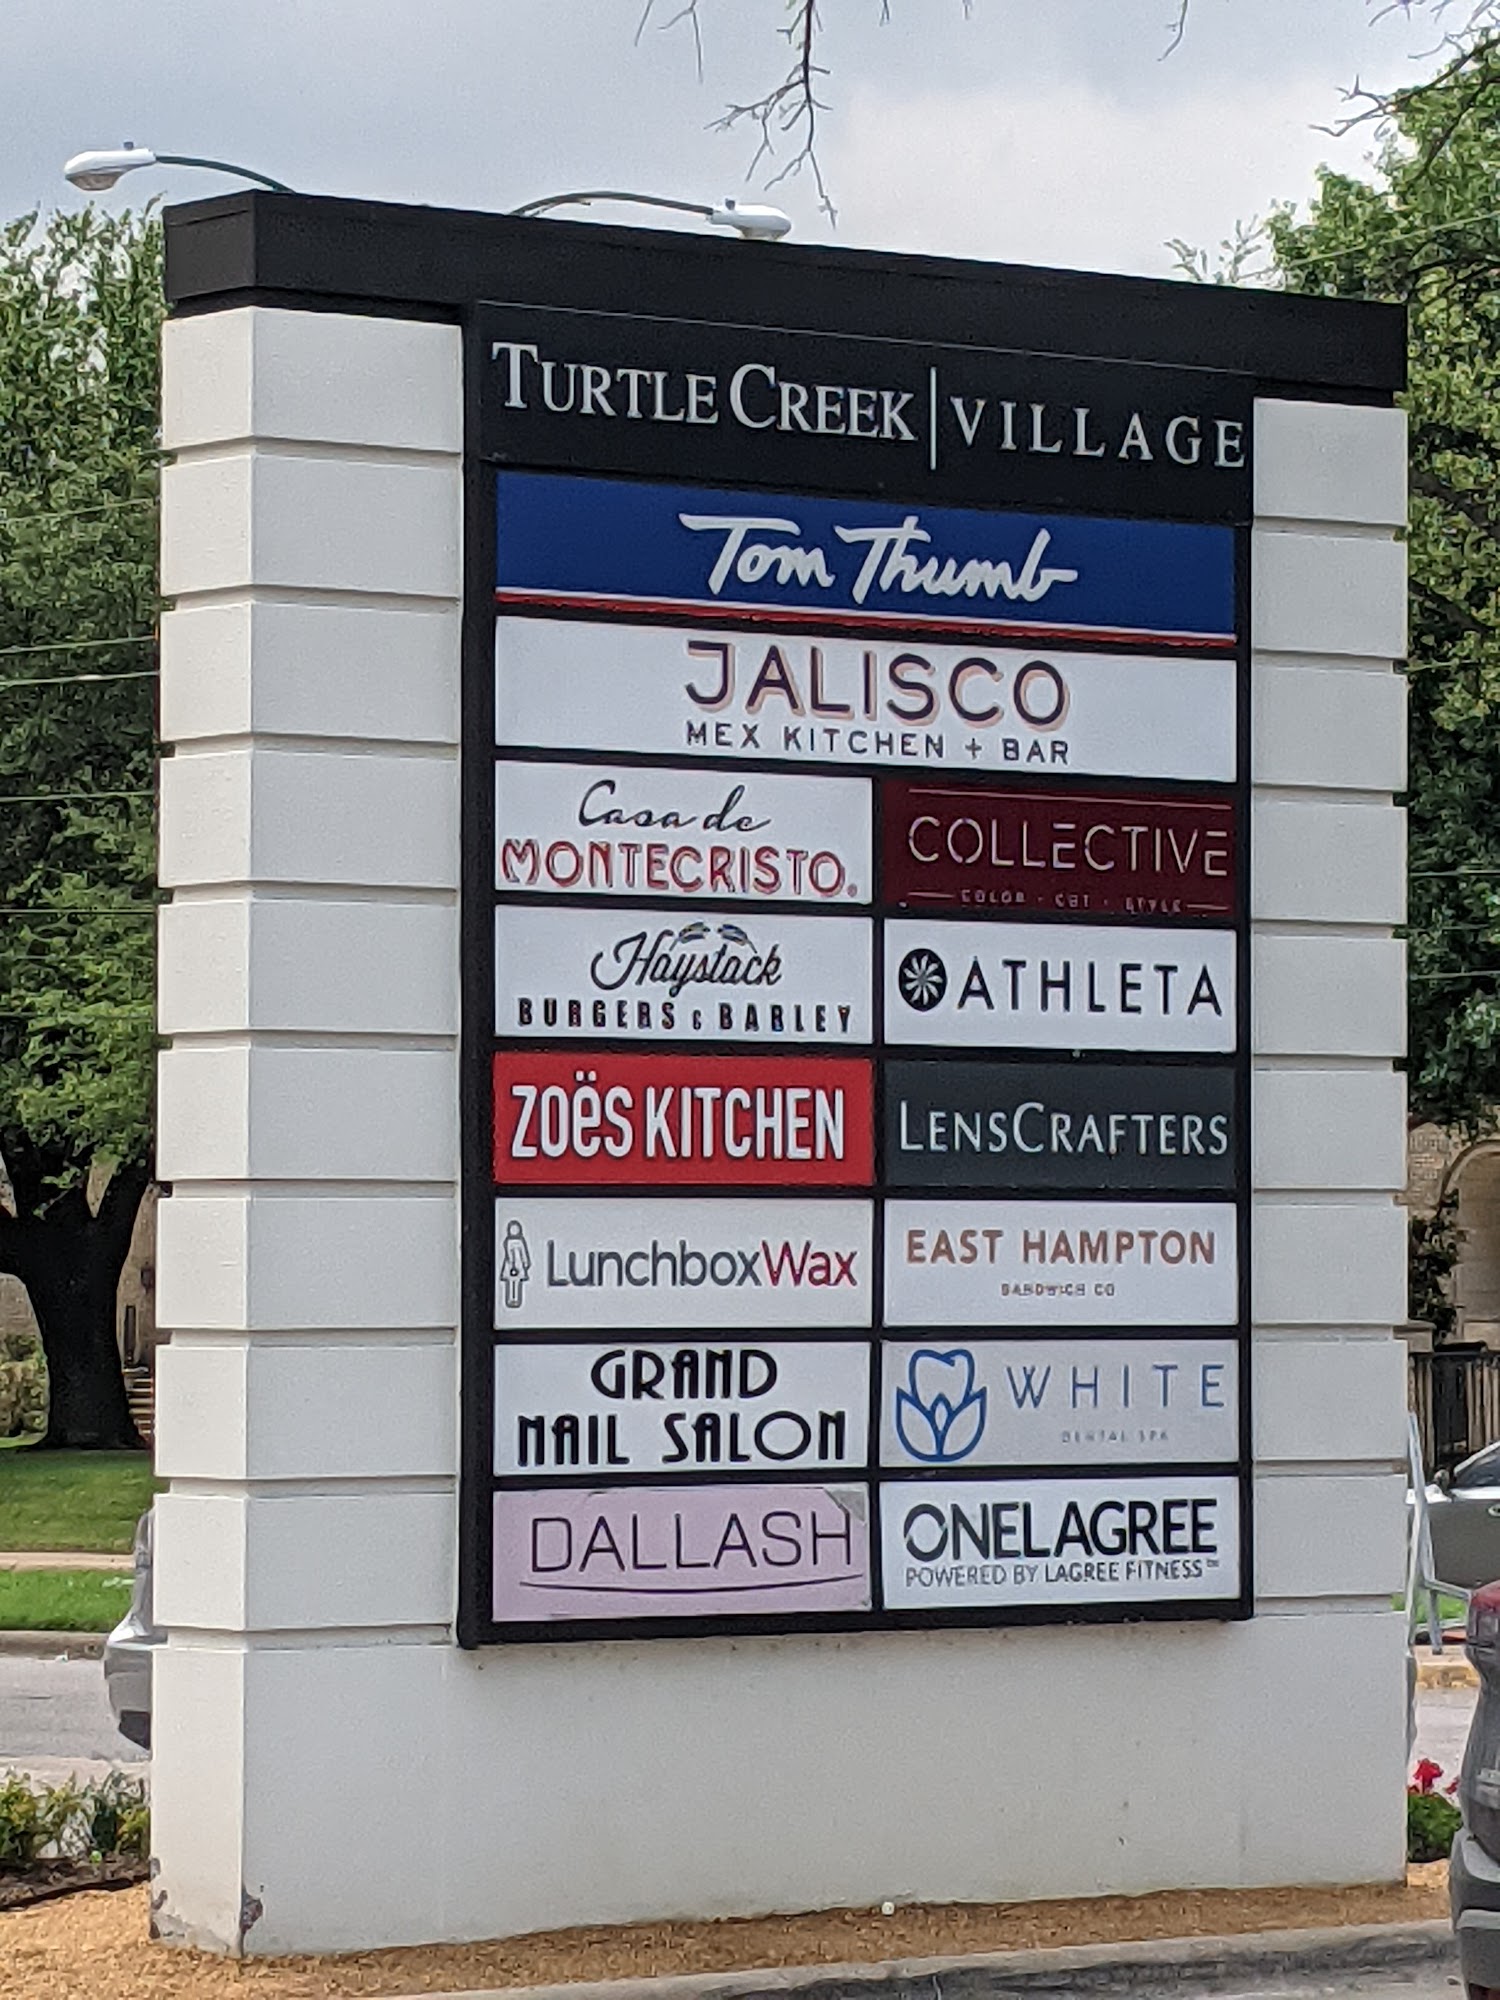 TURTLE CREEK | VILLAGE
Tom Thumb
JALISCO
MEX KITCHEN + BAR
Casa de
MONTECRISTO®
COLLECTIVE
COLOR · CUT · STYLE
Haystack
BURGERS & BARLEY
ATHLETA
ZOËS KITCHEN
LENSCRAFTERS
LunchboxWax
EAST HAMPTON
SANDWICH CO
GRAND
NAIL SALON
WHITE
DENTAL SPA
DALLASH
ONELAGREE
POWERED BY LAGREE FITNESS™